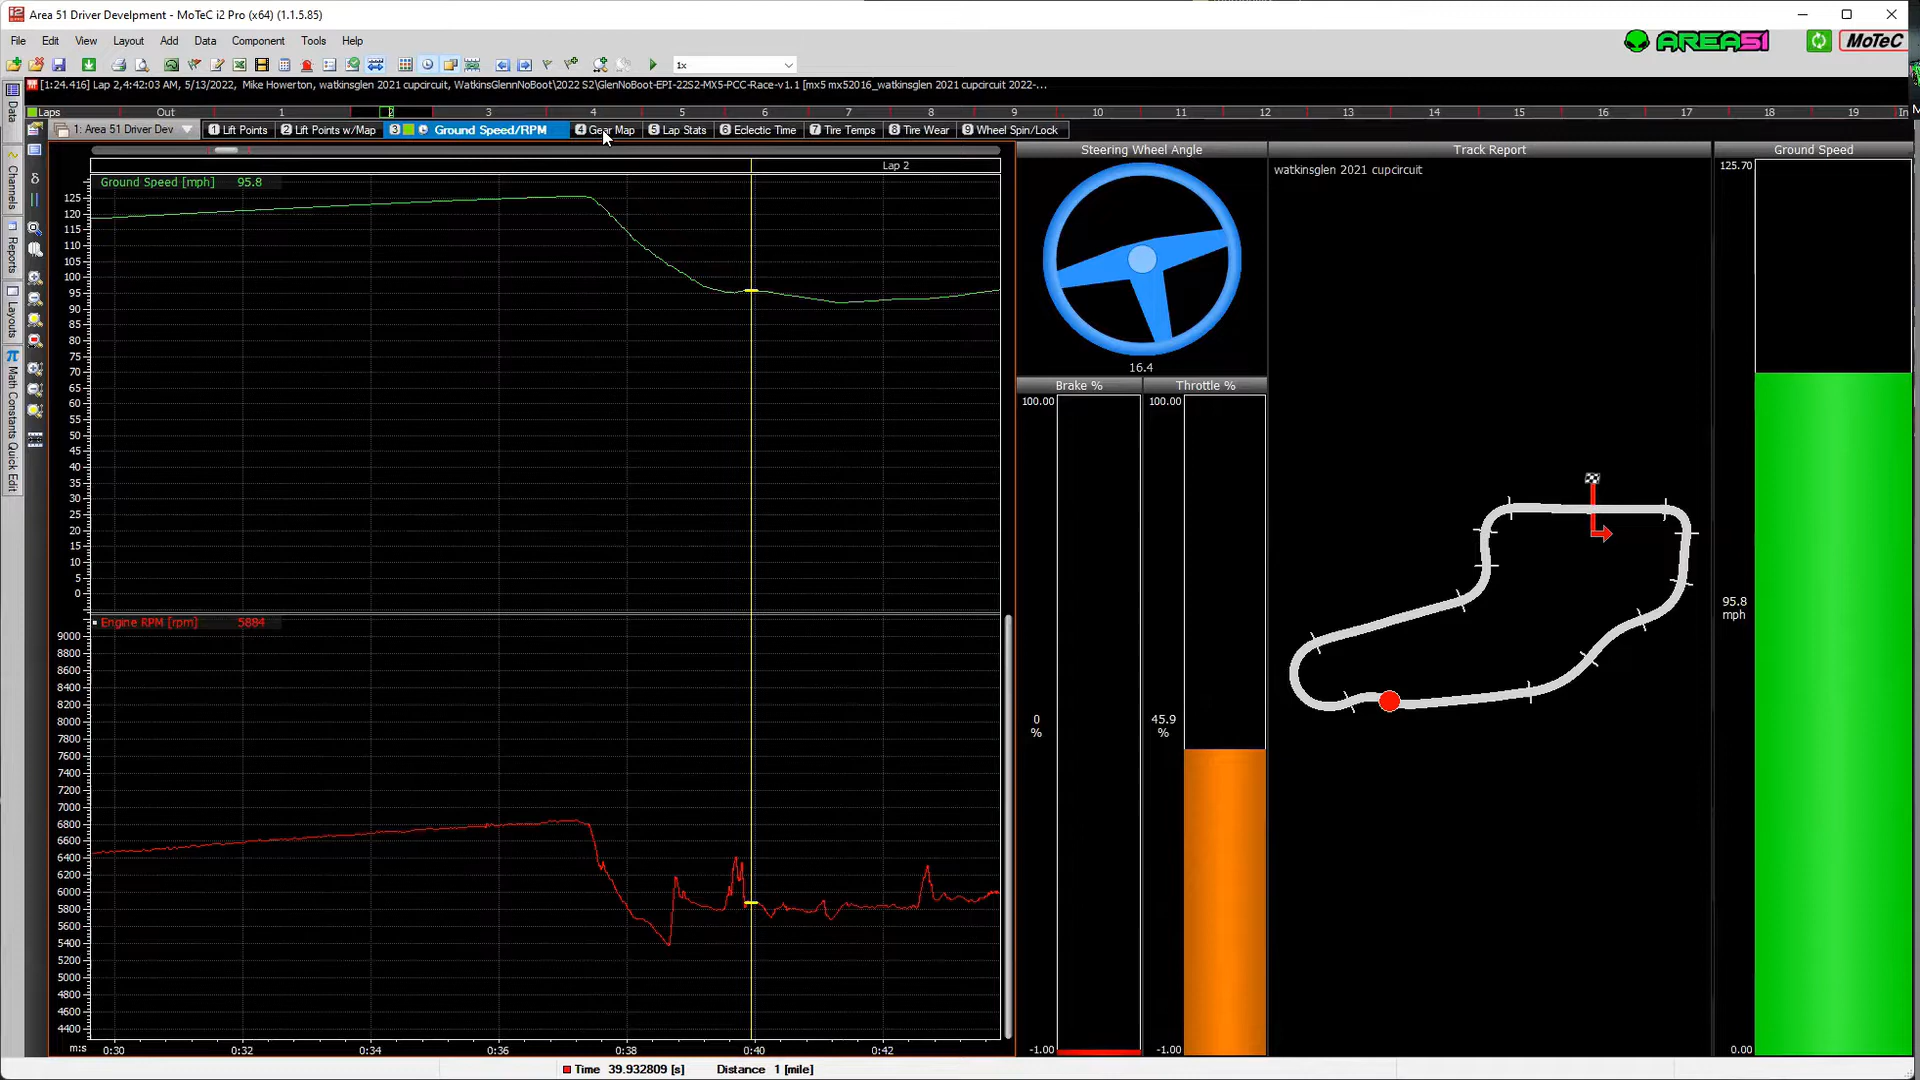 Area 51 Driver Develpment - MoTeC i2 Pro (x64) (1.1.5.85)
File Edit View Layout Add Data Component Tools Help
AREA51 MoTeC
1x
[1:24.416] Lap 2,4:42:03 AM, 5/13/2022, Mike Howerton, watkinsglen 2021 cupcircuit, WatkinsGlennNoBoot\2022 S2\GlenNoBoot-EPI-22S2-MX5-PCC-Race-v1.1 [mx5 mx52016_watkinsglen 2021 cupcircuit 2022-...
Laps Out 1 2 3 4 5 6 7 8 9 10 11 12 13 14 15 16 17 18 19 In
1: Area 51 Driver Dev 1 Lift Points 2 Lift Points w/Map 3 Ground Speed/RPM 4 Gear Map 5 Lap Stats 6 Eclectic Time 7 Tire Temps 8 Tire Wear 9 Wheel Spin/Lock
Data
Channels
Reports
Layouts
Math Constants Quick Edit
Lap 2
Ground Speed [mph] 95.8
125
120
115
110
105
100
95
90
85
80
75
70
65
60
55
50
45
40
35
30
25
20
15
10
5
0
Engine RPM [rpm] 5884
9000
8800
8600
8400
8200
8000
7800
7600
7400
7200
7000
6800
6600
6400
6200
6000
5800
5600
5400
5200
5000
4800
4600
4400
m:s 0:30 0:32 0:34 0:36 0:38 0:40 0:42
Steering Wheel Angle
16.4
Brake %
100.00
0
%
-1.00
Throttle %
100.00
45.9
%
-1.00
Track Report
watkinsglen 2021 cupcircuit
Ground Speed
125.70
95.8
mph
0.00
Time 39.932809 [s] Distance 1 [mile]